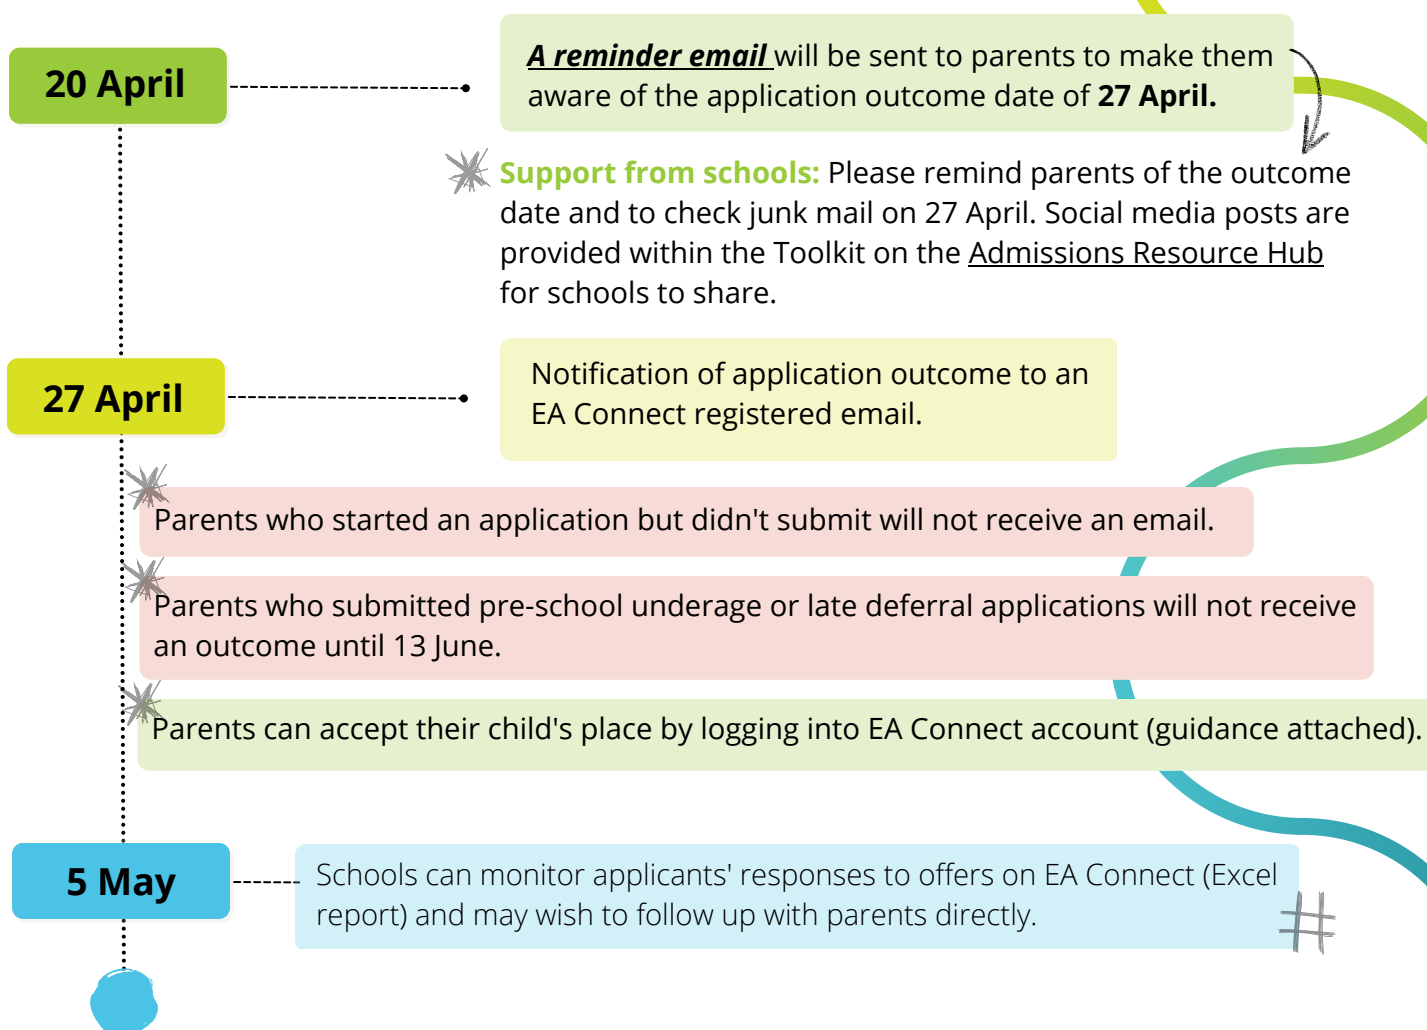 20 April
A reminder email will be sent to parents to make them
aware of the application outcome date of 27 April.
Support from schools: Please remind parents of the outcome
date and to check junk mail on 27 April. Social media posts are
provided within the Toolkit on the Admissions Resource Hub
for schools to share.
27 April
Notification of application outcome to an
EA Connect registered email.
Parents who started an application but didn't submit will not receive an email.
Parents who submitted pre-school underage or late deferral applications will not receive
an outcome until 13 June.
Parents can accept their child's place by logging into EA Connect account (guidance attached).
5 May
Schools can monitor applicants' responses to offers on EA Connect (Excel
report) and may wish to follow up with parents directly.